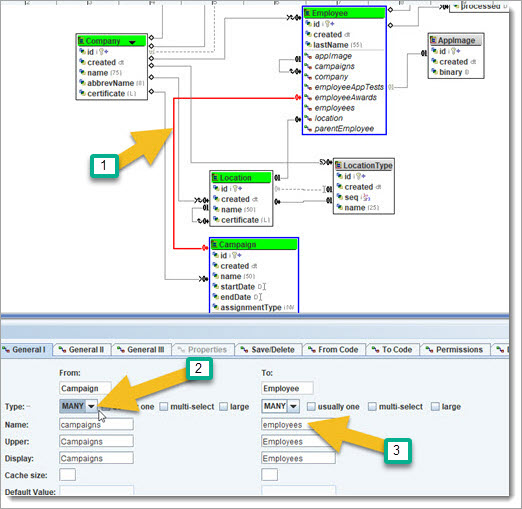 Employee
processed
id
created dt
lastName (55)
appImage
campaigns
company
employeeAppTests
employeeAwards
employees
location
parentEmployee
Company
id
created dt
name (75)
abbrevName (8)
certificate (L)
AppImage
id
created dt
binary
1
LocationType
id
created dt
seq
name (25)
Location
id
created dt
name (50)
certificate (L)
Campaign
id
created dt
name (50)
startDate D
endDate D
assignmentType
General I General II General III Properties Save/Delete From Code To Code Permissions
2
From: To:
Campaign Employee
Type: MANY one multi-select large MANY usually one multi-select large
Name: campaigns employees
3
Upper: Campaigns Employees
Display: Campaigns Employees
Cache size:
Default Value: